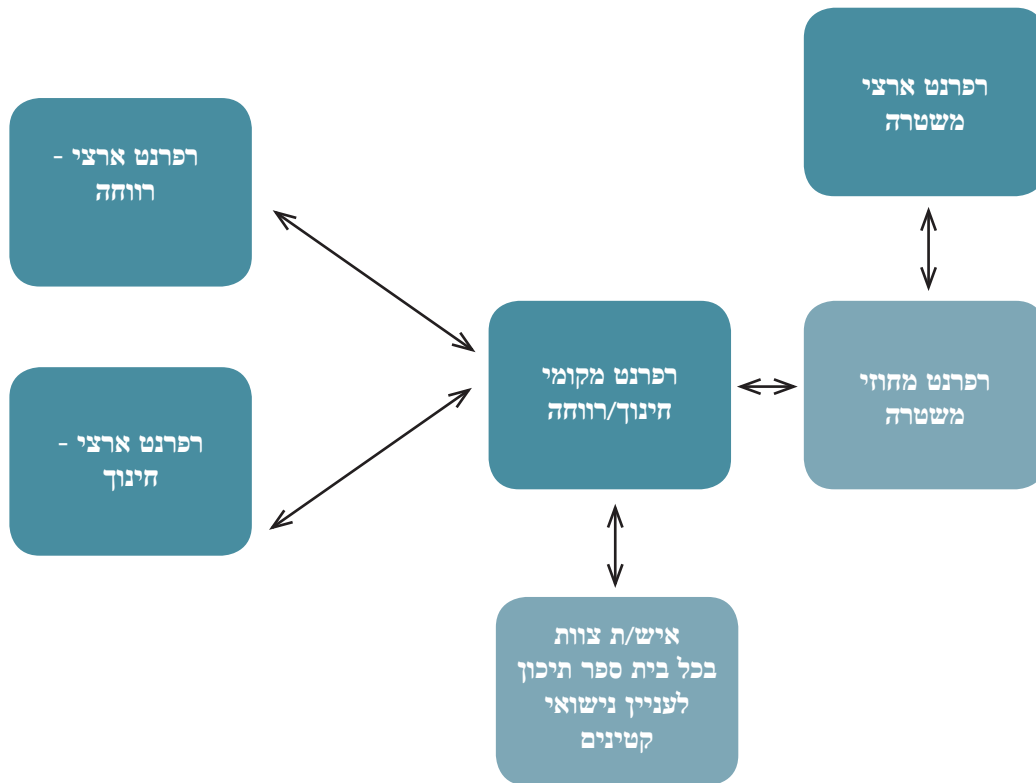 רפרנט ארצי
משטרה
רפרנט ארצי -
רווחה
רפרנט מחוזי
משטרה
רפרנט מקומי
חינוך/רווחה
רפרנט ארצי -
חינוך
איש/ת צוות
בכל בית ספר תיכון
לעניין נישואי
קטינים